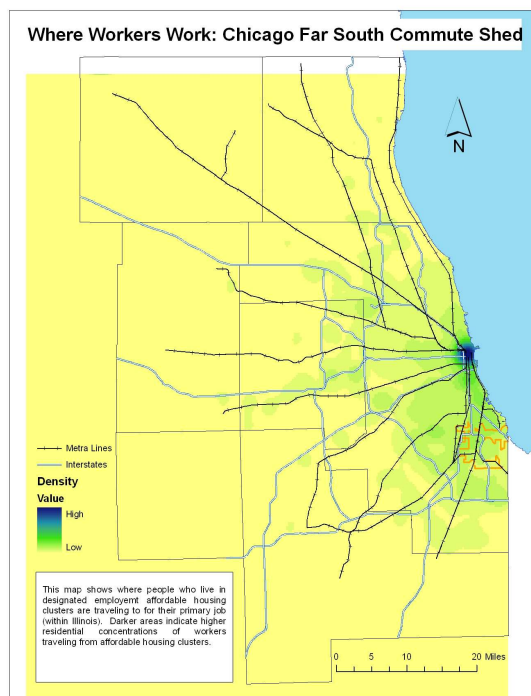 Where Workers Work: Chicago Far South Commute Shed
N
Metra Lines
Interstates
Density
Value
High
Low
This map shows where people who live in
designated employemt affordable housing
clusters are traveling to for their primary job
(within Illinois). Darker areas indicate higher
residential concentrations of workers
traveling from affordable housing clusters.
0 5 10 20 Miles